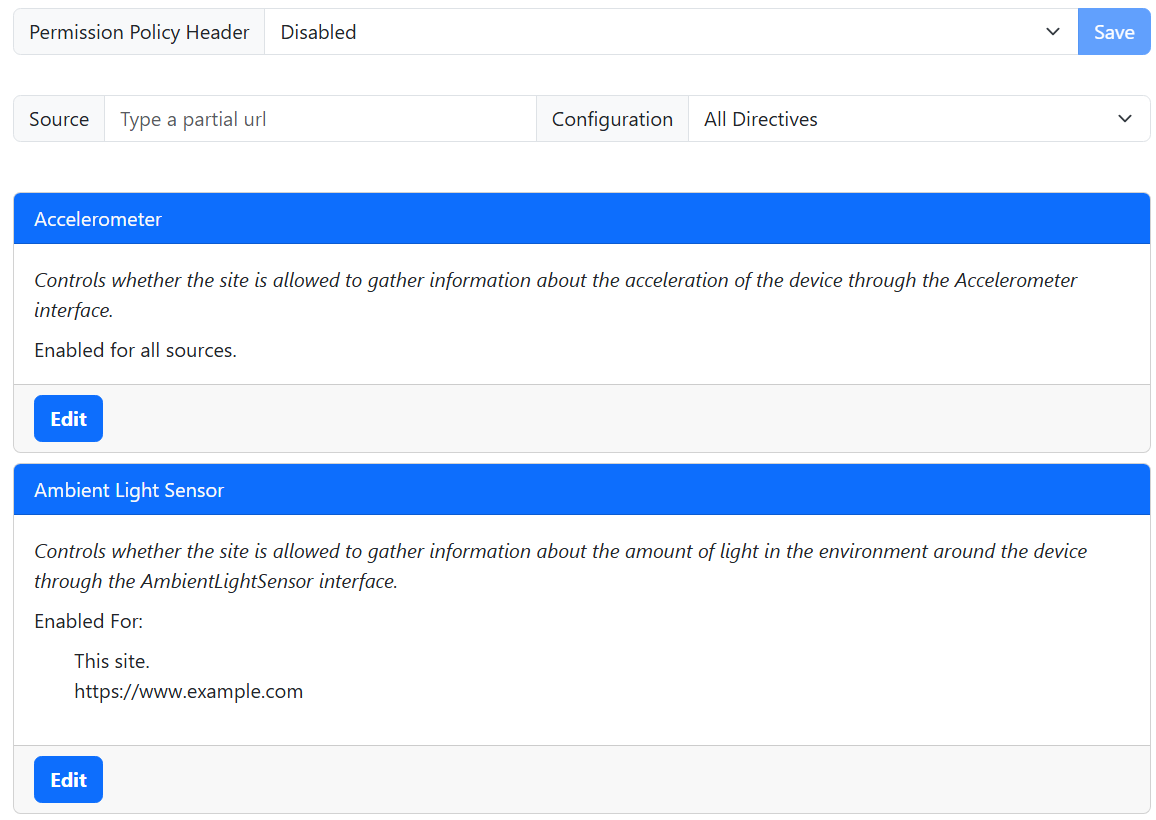 Permission Policy Header Disabled Save
Source Type a partial url Configuration All Directives
Accelerometer
Controls whether the site is allowed to gather information about the acceleration of the device through the Accelerometer
interface.
Enabled for all sources.
Edit
Ambient Light Sensor
Controls whether the site is allowed to gather information about the amount of light in the environment around the device
through the AmbientLightSensor interface.
Enabled For:
This site.
https://www.example.com
Edit